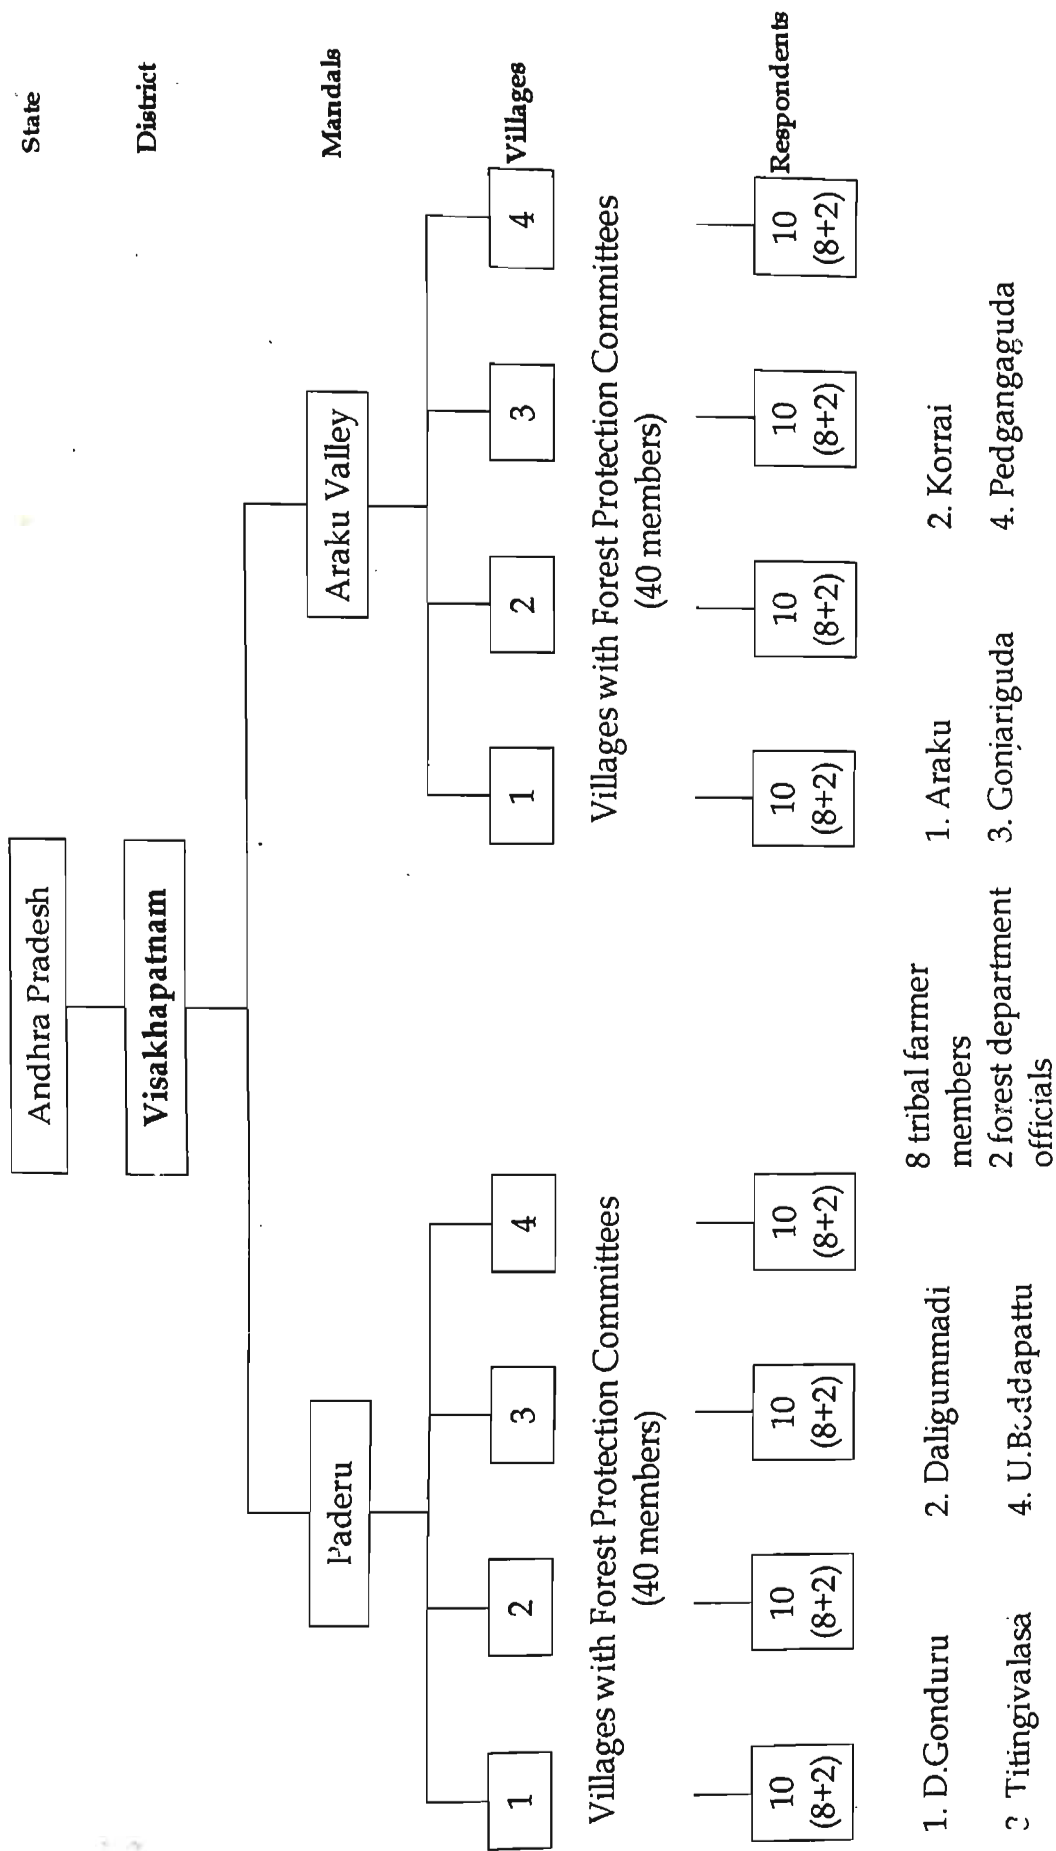 State
Andhra Pradesh
District
Visakhapatnam
Mandals
Paderu
Araku Valley
Villages
1 2 3 4
1 2 3 4
Villages with Forest Protection Committees
(40 members)
Villages with Forest Protection Committees
(40 members)
Respondents
10 10 10 10
(8+2) (8+2) (8+2) (8+2)
10 10 10 10
(8+2) (8+2) (8+2) (8+2)
1. D.Gonduru 2. Daligummadi
3 Titingivalasa 4. U.Boddapattu
8 tribal farmer
members
2 forest department
officials
1. Araku 2. Korrai
3. Gonjariguda 4. Pedgangaguda